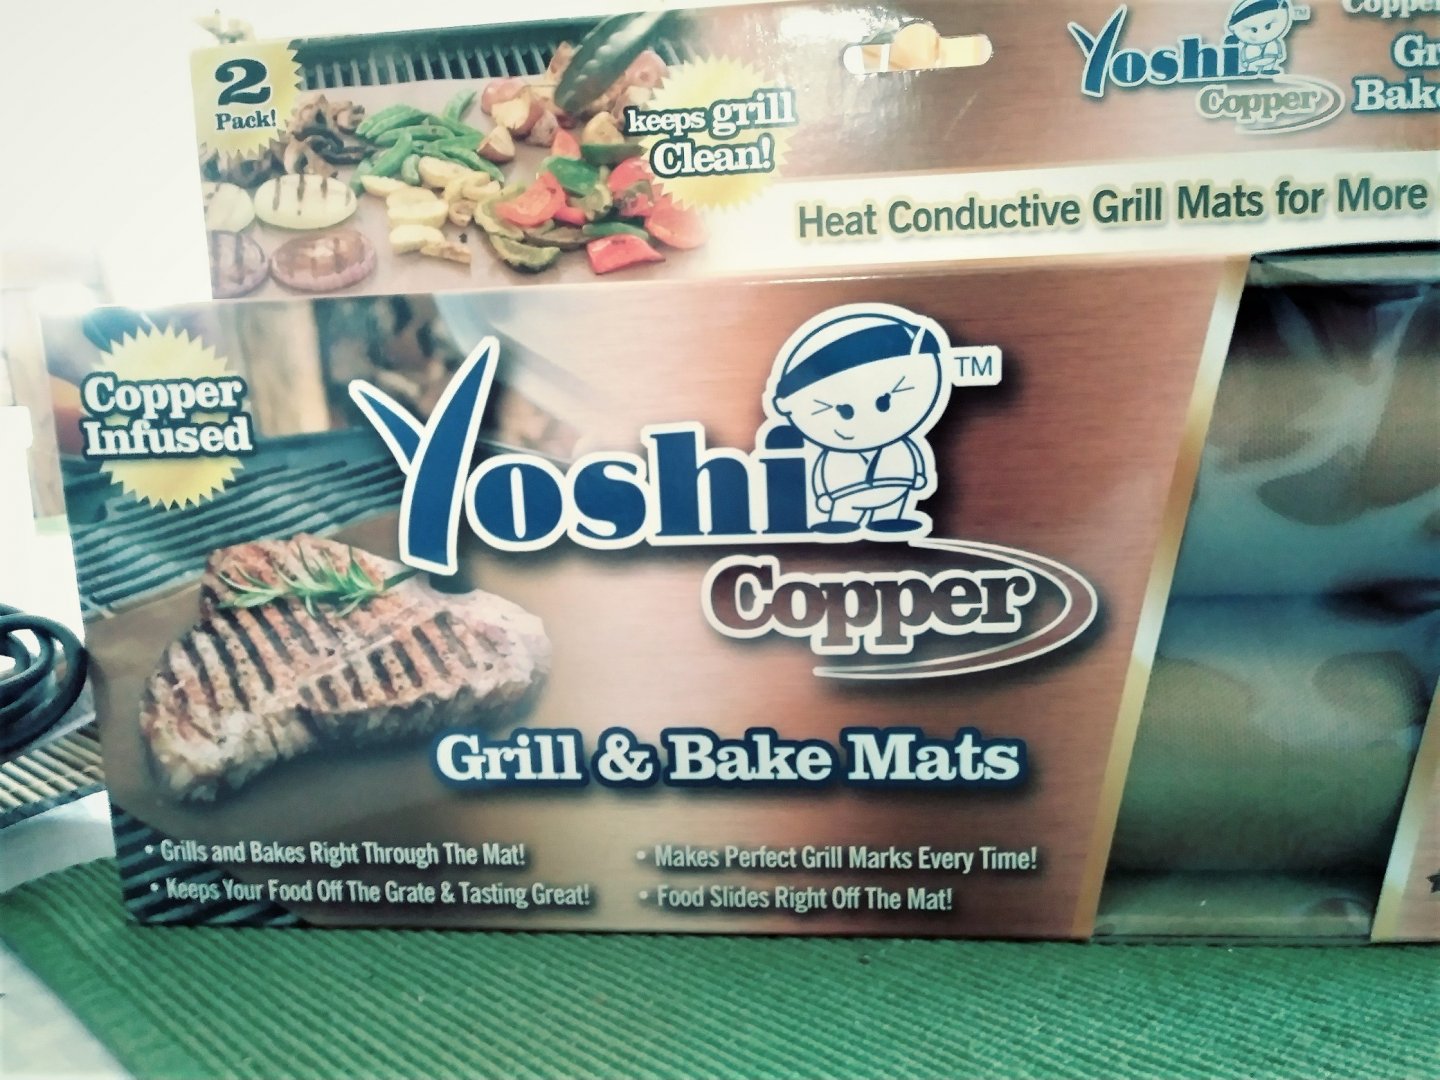 2
Pack!
keeps grill
Clean!
Yoshi
Copper
Heat Conductive Grill Mats for More
Copper
Infused
Yoshi TM
Copper
Grill & Bake Mats
• Grills and Bakes Right Through The Mat!
• Keeps Your Food Off The Grate & Tasting Great!
• Makes Perfect Grill Marks Every Time!
• Food Slides Right Off The Mat!